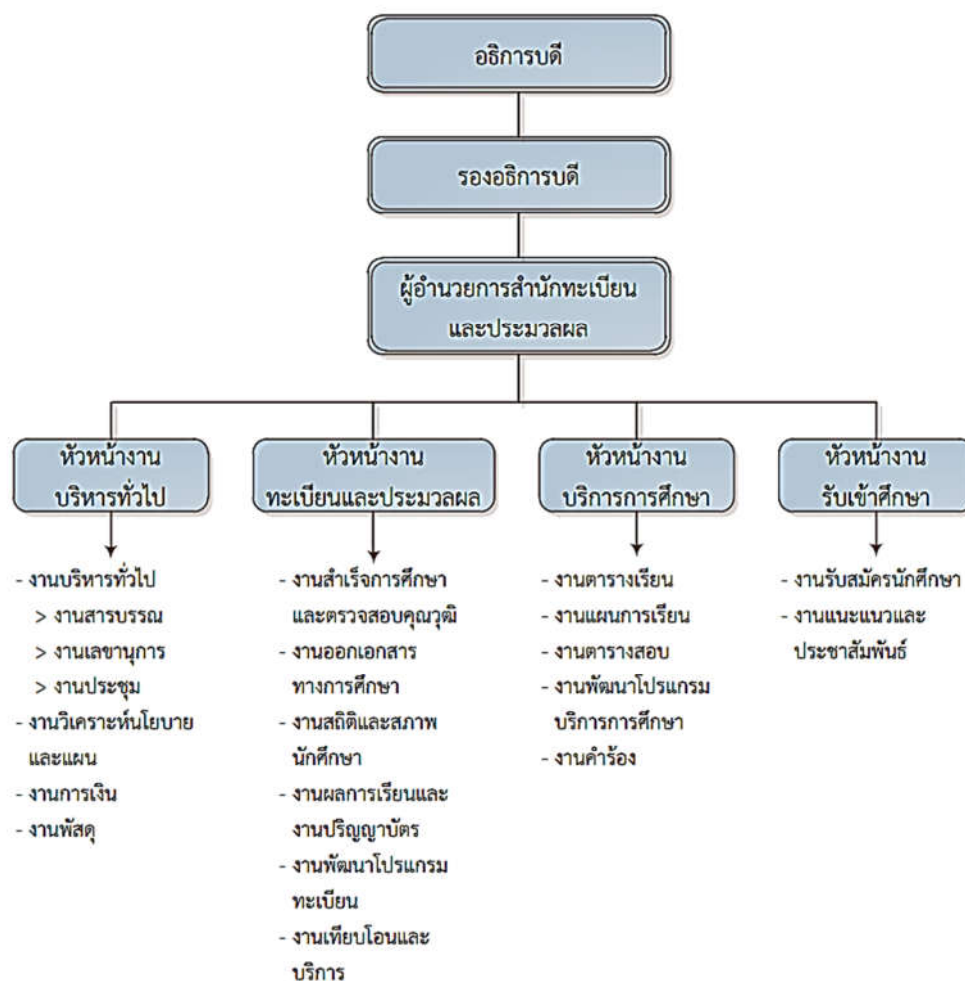 อธิการบดี
รองอธิการบดี
ผู้อำนวยการสำนักทะเบียน
และประมวลผล
หัวหน้างาน
บริหารทั่วไป
- งานบริหารทั่วไป
> งานสารบรรณ
> งานเลขานุการ
> งานประชุม
- งานวิเคราะห์นโยบาย
และแผน
- งานการเงิน
- งานพัสดุ
หัวหน้างาน
ทะเบียนและประมวลผล
- งานสำเร็จการศึกษา
และตรวจสอบคุณวุฒิ
- งานออกเอกสาร
ทางการศึกษา
- งานสถิติและสภาพ
นักศึกษา
- งานผลการเรียนและ
งานปริญญาบัตร
- งานพัฒนาโปรแกรม
ทะเบียน
- งานเทียบโอนและ
บริการ
หัวหน้างาน
บริการการศึกษา
- งานตารางเรียน
- งานแผนการเรียน
- งานตารางสอบ
- งานพัฒนาโปรแกรม
บริการการศึกษา
- งานคำร้อง
หัวหน้างาน
รับเข้าศึกษา
- งานรับสมัครนักศึกษา
- งานแนะแนวและ
ประชาสัมพันธ์